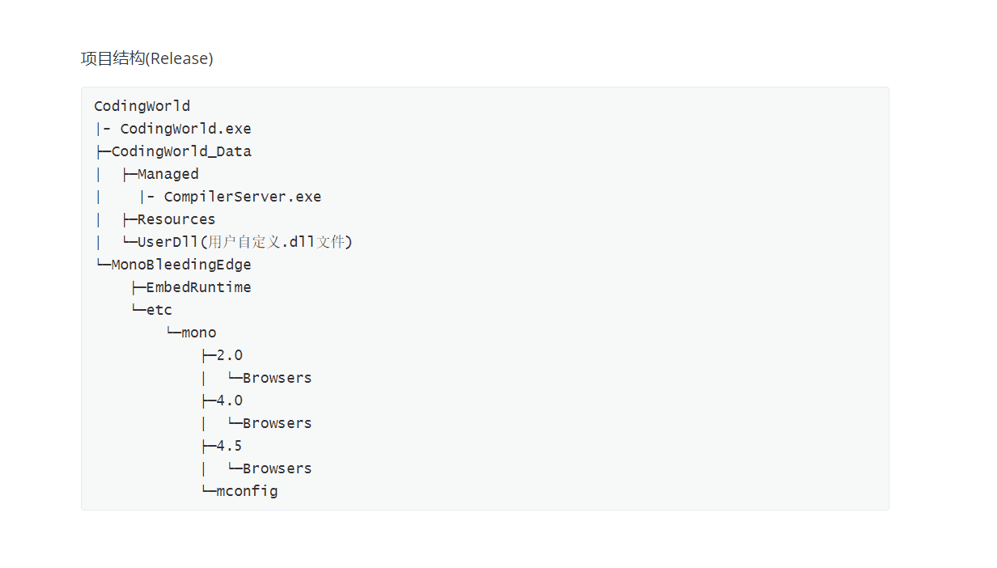 项目结构(Release)
CodingWorld
|- CodingWorld.exe
├─CodingWorld_Data
|  ├─Managed
|    |- CompilerServer.exe
|  ├─Resources
|  └─UserDll(用户自定义.dll文件)
└─MonoBleedingEdge
    ├─EmbedRuntime
    └─etc
        └─mono
            ├─2.0
            |  └─Browsers
            ├─4.0
            |  └─Browsers
            ├─4.5
            |  └─Browsers
            └─mconfig